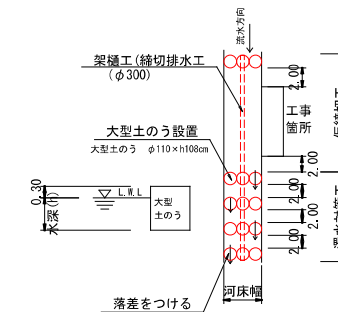 流水方向
架樋工(締切排水工
(φ300)
2.00
工事
箇所
大型土のう設置
大型土のう φ110×h108cm
2.00
0.30
L.W.L
水深(h)
大型
土のう
2.00
2.00
2.00
河床幅
落差をつける